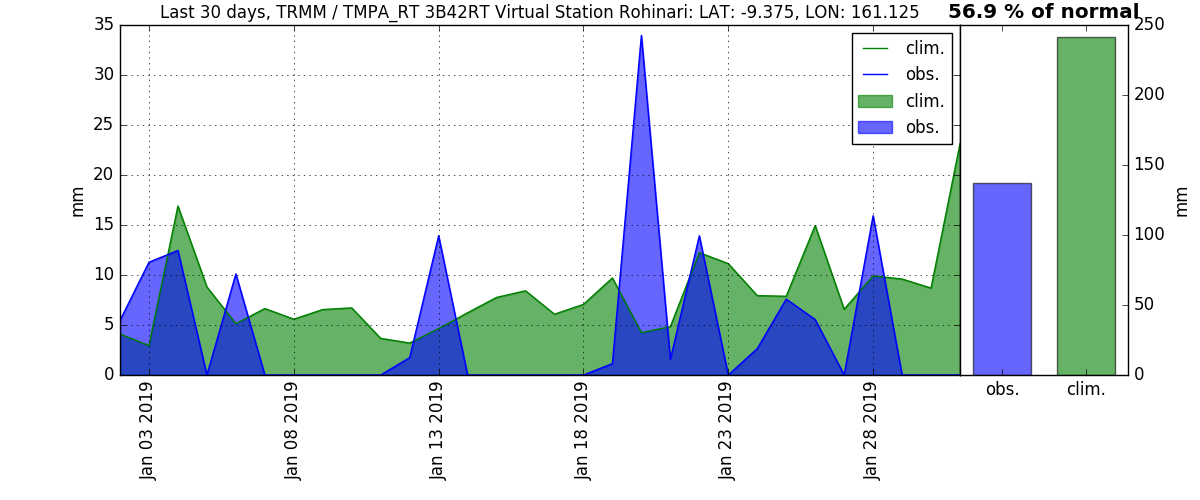 Last 30 days, TRMM / TMPA_RT 3B42RT Virtual Station Rohinari: LAT: -9.375, LON: 161.125
56.9 % of normal
35
30
25
20
15
10
5
0
mm
clim.
obs.
clim.
obs.
Jan 03 2019
Jan 08 2019
Jan 13 2019
Jan 18 2019
Jan 23 2019
Jan 28 2019
250
200
150
100
50
0
mm
obs.
clim.